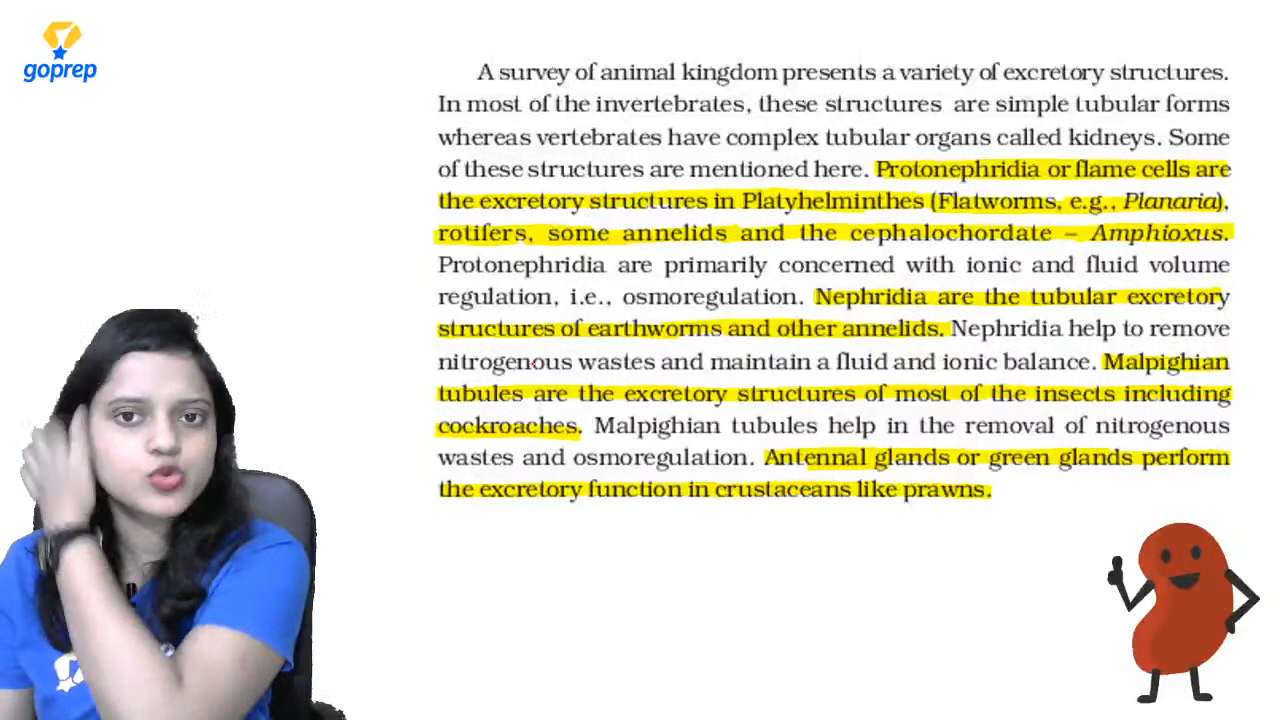 goprep
A survey of animal kingdom presents a variety of excretory structures.
In most of the invertebrates, these structures are simple tubular forms
whereas vertebrates have complex tubular organs called kidneys. Some
of these structures are mentioned here. Protonephridia or flame cells are
the excretory structures in Platyhelminthes (Flatworms, e.g., Planaria),
rotifers, some annelids and the cephalochordate – Amphioxus.
Protonephridia are primarily concerned with ionic and fluid volume
regulation, i.e., osmoregulation. Nephridia are the tubular excretory
structures of earthworms and other annelids. Nephridia help to remove
nitrogenous wastes and maintain a fluid and ionic balance. Malpighian
tubules are the excretory structures of most of the insects including
cockroaches. Malpighian tubules help in the removal of nitrogenous
wastes and osmoregulation. Antennal glands or green glands perform
the excretory function in crustaceans like prawns.